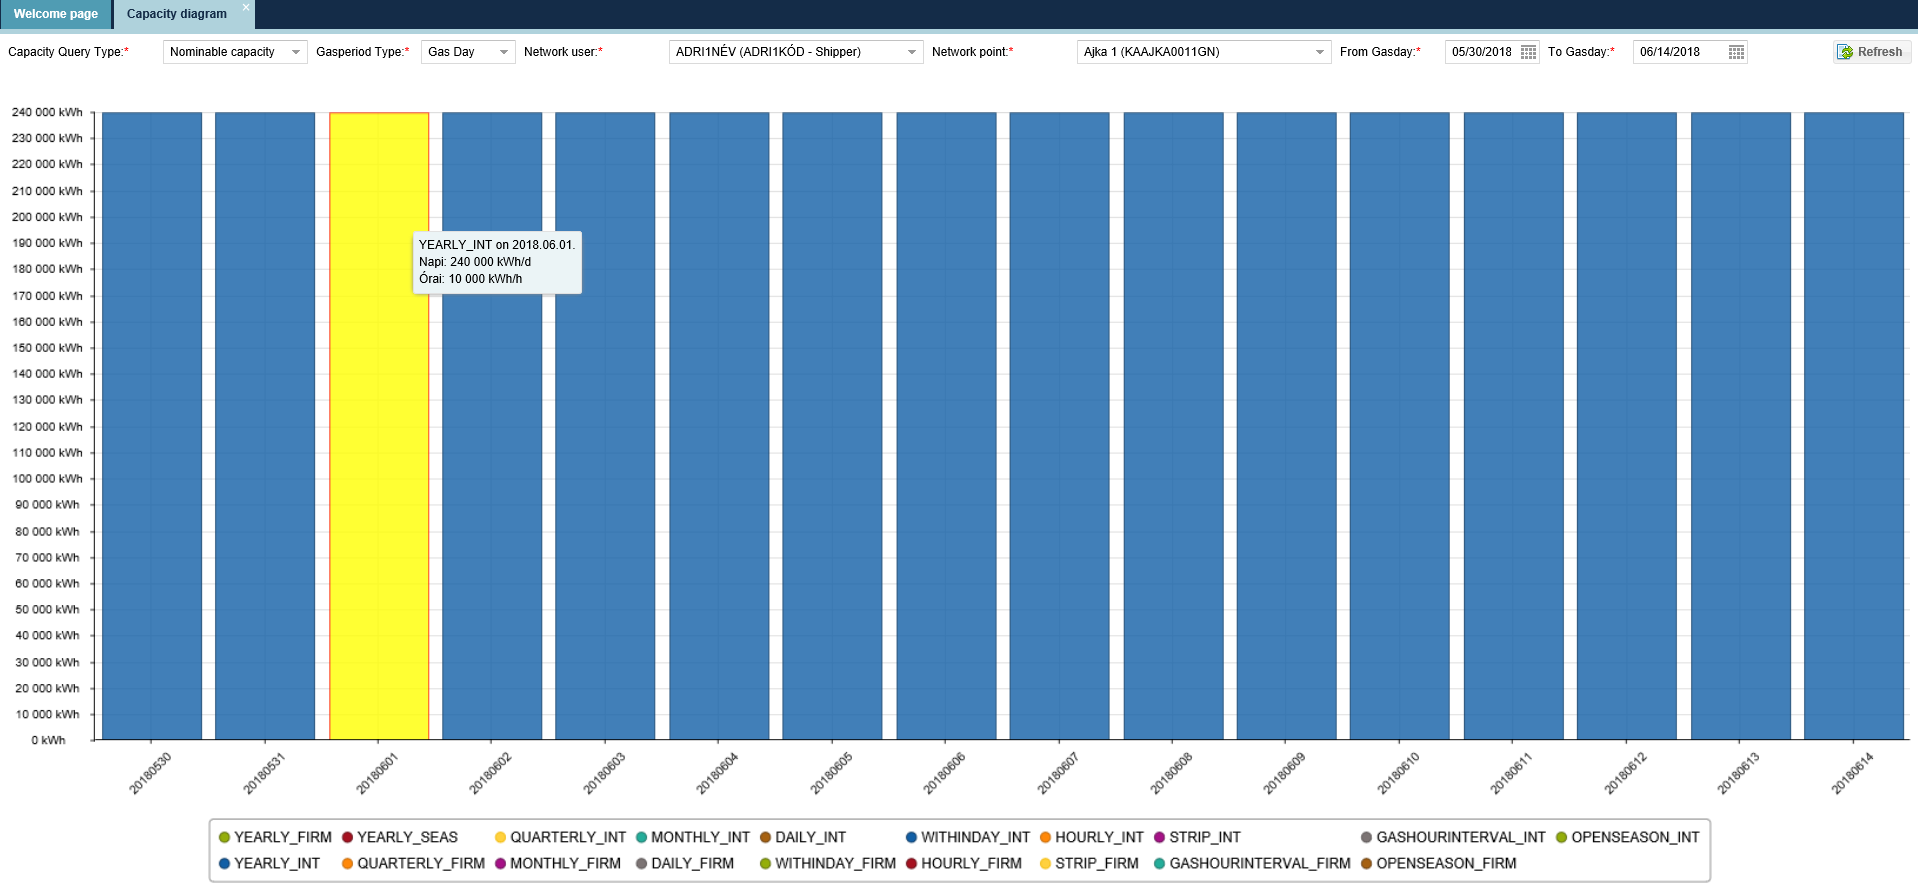 Welcome page
Capacity diagram
Capacity Query Type:* Nominable capacity Gasperiod Type:* Gas Day Network user:* ADRI1NÉV (ADRI1KÓD - Shipper) Network point:* Ajka 1 (KAAJKA0011GN) From Gasday:* 05/30/2018 To Gasday:* 06/14/2018 Refresh
240 000 kWh
230 000 kWh
220 000 kWh
210 000 kWh
200 000 kWh
190 000 kWh
180 000 kWh
170 000 kWh
160 000 kWh
150 000 kWh
140 000 kWh
130 000 kWh
120 000 kWh
110 000 kWh
100 000 kWh
90 000 kWh
80 000 kWh
70 000 kWh
60 000 kWh
50 000 kWh
40 000 kWh
30 000 kWh
20 000 kWh
10 000 kWh
0 kWh
YEARLY_INT on 2018.06.01.
Napi: 240 000 kWh/d
Órai: 10 000 kWh/h
20180530
20180531
20180601
20180602
20180603
20180604
20180605
20180606
20180607
20180608
20180609
20180610
20180611
20180612
20180613
20180614
YEARLY_FIRM YEARLY_SEAS QUARTERLY_INT MONTHLY_INT DAILY_INT WITHINDAY_INT HOURLY_INT STRIP_INT GASHOURINTERVAL_INT OPENSEASON_INT
YEARLY_INT QUARTERLY_FIRM MONTHLY_FIRM DAILY_FIRM WITHINDAY_FIRM HOURLY_FIRM STRIP_FIRM GASHOURINTERVAL_FIRM OPENSEASON_FIRM